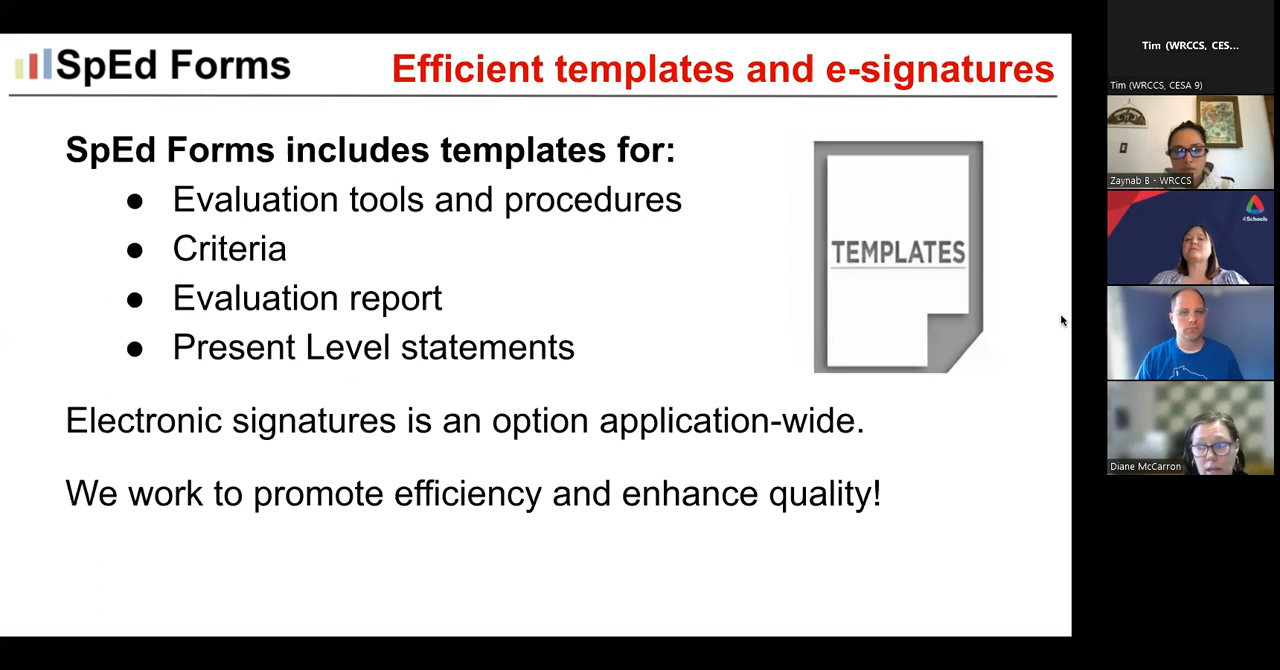 SpEd Forms
Efficient templates and e-signatures
SpEd Forms includes templates for:
● Evaluation tools and procedures
● Criteria
● Evaluation report
● Present Level statements
TEMPLATES
Electronic signatures is an option application-wide.
We work to promote efficiency and enhance quality!
Tim (WRCCS, CES...
Tim (WRCCS, CESA 9)
Zaynab B - WRCCS
4Schools
Diane McCarron